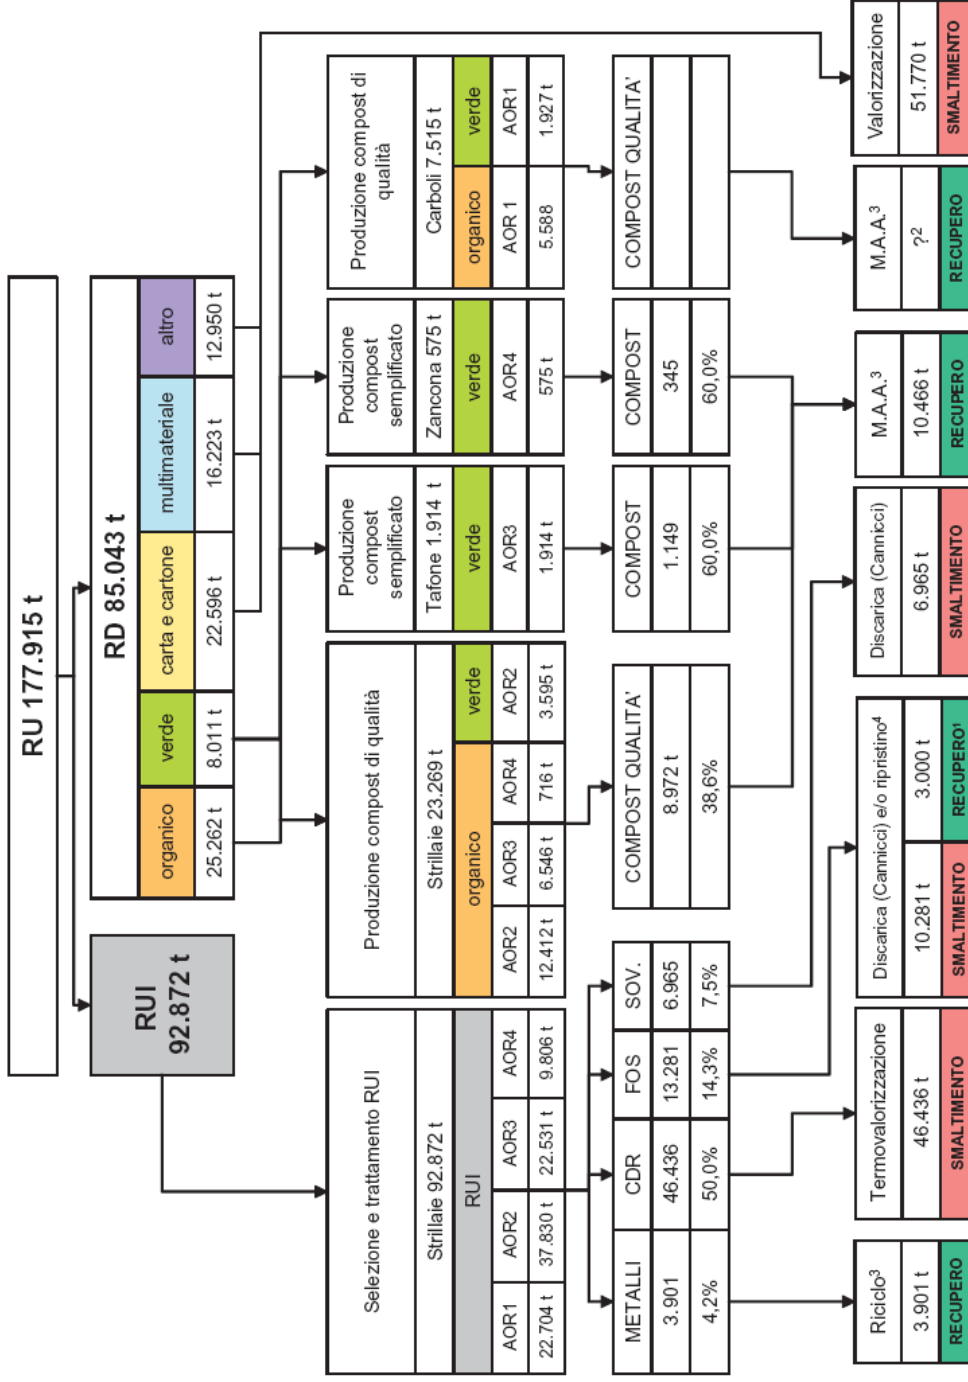 RU 177.915 t
RUI
92.872 t
RD 85.043 t
organico
verde
carta e cartone
multimateriale
altro
25.262 t
8.011 t
22.596 t
16.223 t
12.950 t
Selezione e trattamento RUI
Strillaie 92.872 t
RUI
AOR1
AOR2
AOR3
AOR4
22.704 t
37.830 t
22.531 t
9.806 t
Produzione compost di qualità
Strillaie 23.269 t
organico
verde
AOR2
AOR3
AOR4
AOR2
12.412 t
6.546 t
716 t
3.595 t
Produzione
compost
semplificato
Tafone 1.914 t
verde
AOR3
1.914 t
Produzione
compost
semplificato
Zancona 575 t
verde
AOR4
575 t
Produzione compost di
qualità
Carboli 7.515 t
organico
verde
AOR 1
AOR1
5.588
1.927 t
METALLI
CDR
FOS
SOV.
3.901
46.436
13.281
6.965
4,2%
50,0%
14,3%
7,5%
COMPOST QUALITA'
8.972 t
38,6%
COMPOST
1.149
60,0%
COMPOST
345
60,0%
COMPOST QUALITA'
Riciclo³
3.901 t
RECUPERO
Termovalorizzazione
46.436 t
SMALTIMENTO
Discarica (Cannicci) e/o ripristino⁴
10.281 t
3.000 t
SMALTIMENTO
RECUPERO¹
Discarica (Cannicci)
6.965 t
SMALTIMENTO
M.A.A.³
10.466 t
RECUPERO
M.A.A.³
?²
RECUPERO
Valorizzazione
51.770 t
SMALTIMENTO